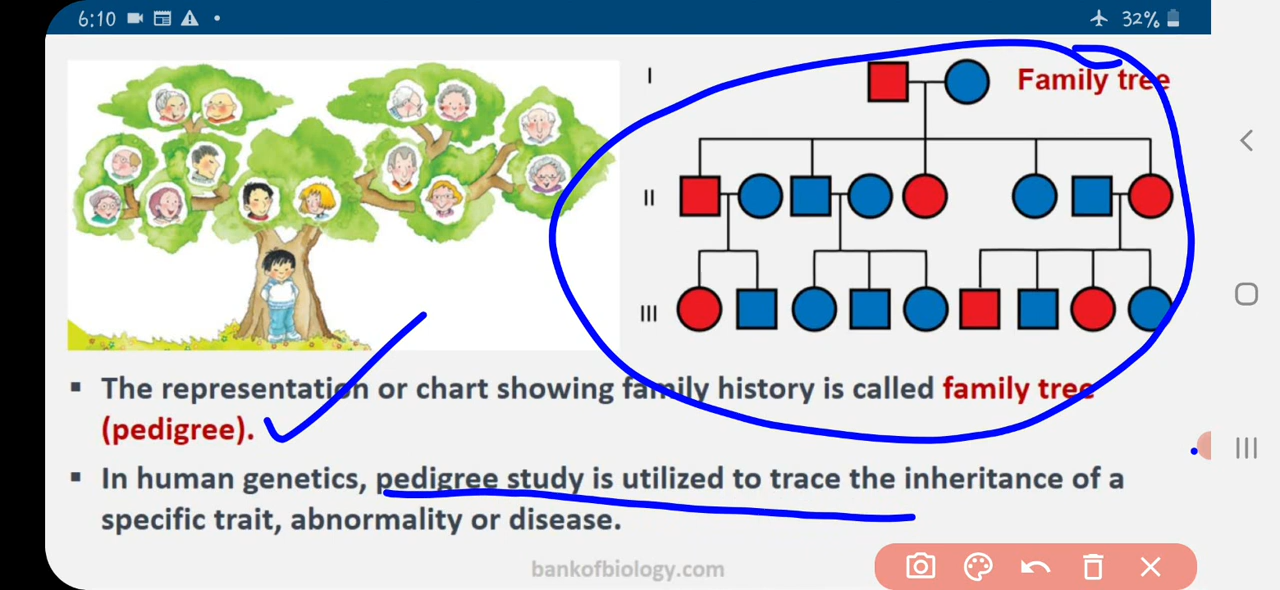 6:10
32%
I
Family tree
II
III
▪ The representation or chart showing family history is called family tree
(pedigree).
▪ In human genetics, pedigree study is utilized to trace the inheritance of a
specific trait, abnormality or disease.
bankofbiology.com